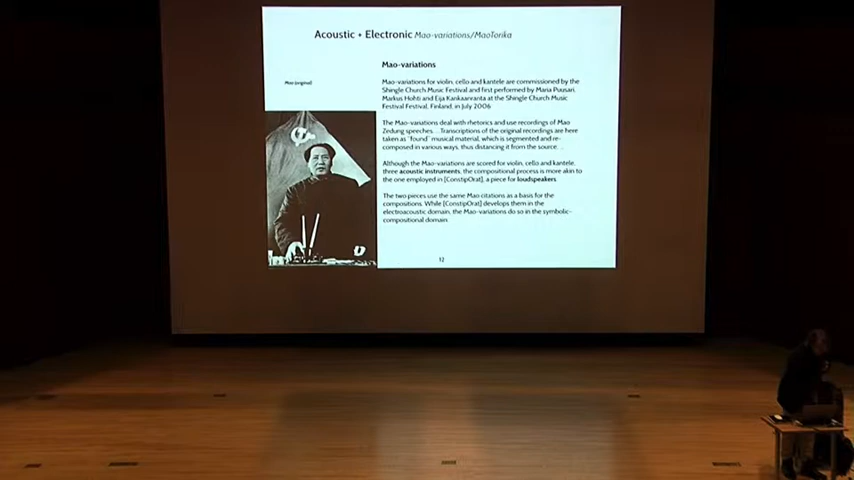 Acoustic + Electronic Mao-variations/MaoTorika
Mao-variations
Mao (original)
Mao-variations for violin, cello and kantele are commissioned by the
Shingle Church Music Festival and first performed by Maria Puusari,
Markus Hohti and Eija Kankaanranta at the Shingle Church Music
Festival Festival, Finland, in July 2006
The Mao-variations deal with rhetorics and use recordings of Mao
Zedung speeches. . Transcriptions of the original recordings are here
taken as "found" musical material, which is segmented and re-
composed in various ways, thus distancing it from the source. . .
Although the Mao-variations are scored for violin, cello and kantele,
three acoustic instruments, the compositional process is more akin to
the one employed in [ConstipOrat], a piece for loudspeakers.
The two pieces use the same Mao citations as a basis for the
compositions. While [ConstipOrat] develops them in the
electroacoustic domain, the Mao-variations do so in the symbolic-
compositional domain
12